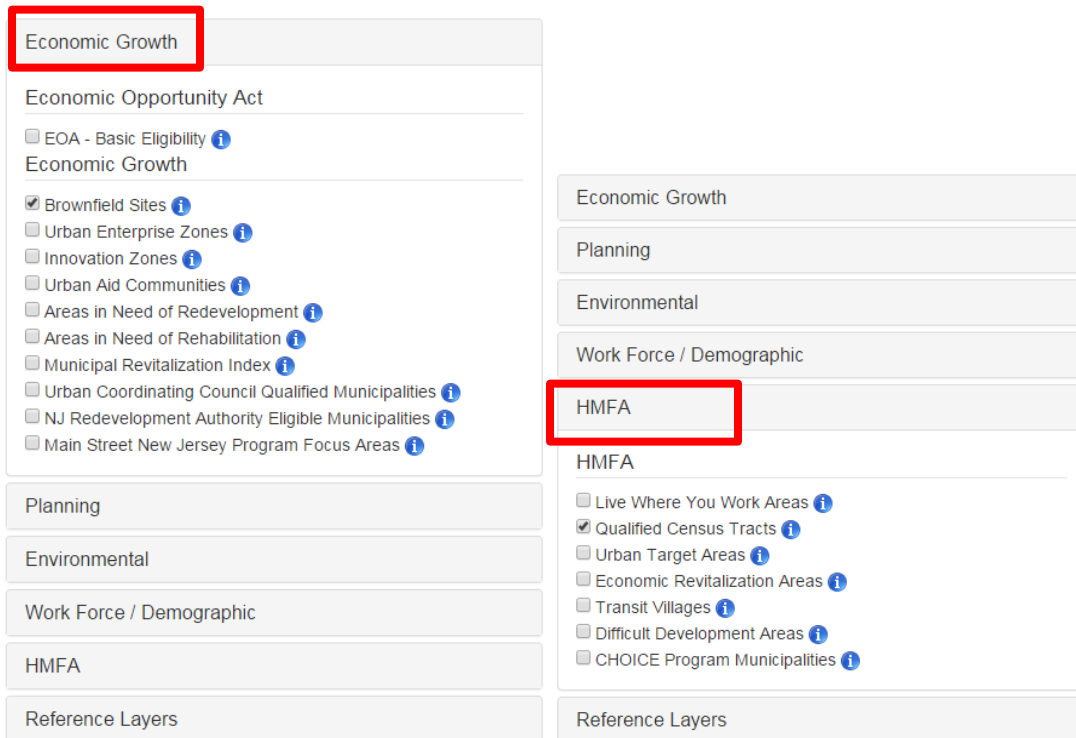 Economic Growth
Economic Opportunity Act
EOA - Basic Eligibility
Economic Growth
Brownfield Sites
Urban Enterprise Zones
Innovation Zones
Urban Aid Communities
Areas in Need of Redevelopment
Areas in Need of Rehabilitation
Municipal Revitalization Index
Urban Coordinating Council Qualified Municipalities
NJ Redevelopment Authority Eligible Municipalities
Main Street New Jersey Program Focus Areas
Planning
Environmental
Work Force / Demographic
HMFA
Reference Layers
Economic Growth
Planning
Environmental
Work Force / Demographic
HMFA
HMFA
Live Where You Work Areas
Qualified Census Tracts
Urban Target Areas
Economic Revitalization Areas
Transit Villages
Difficult Development Areas
CHOICE Program Municipalities
Reference Layers